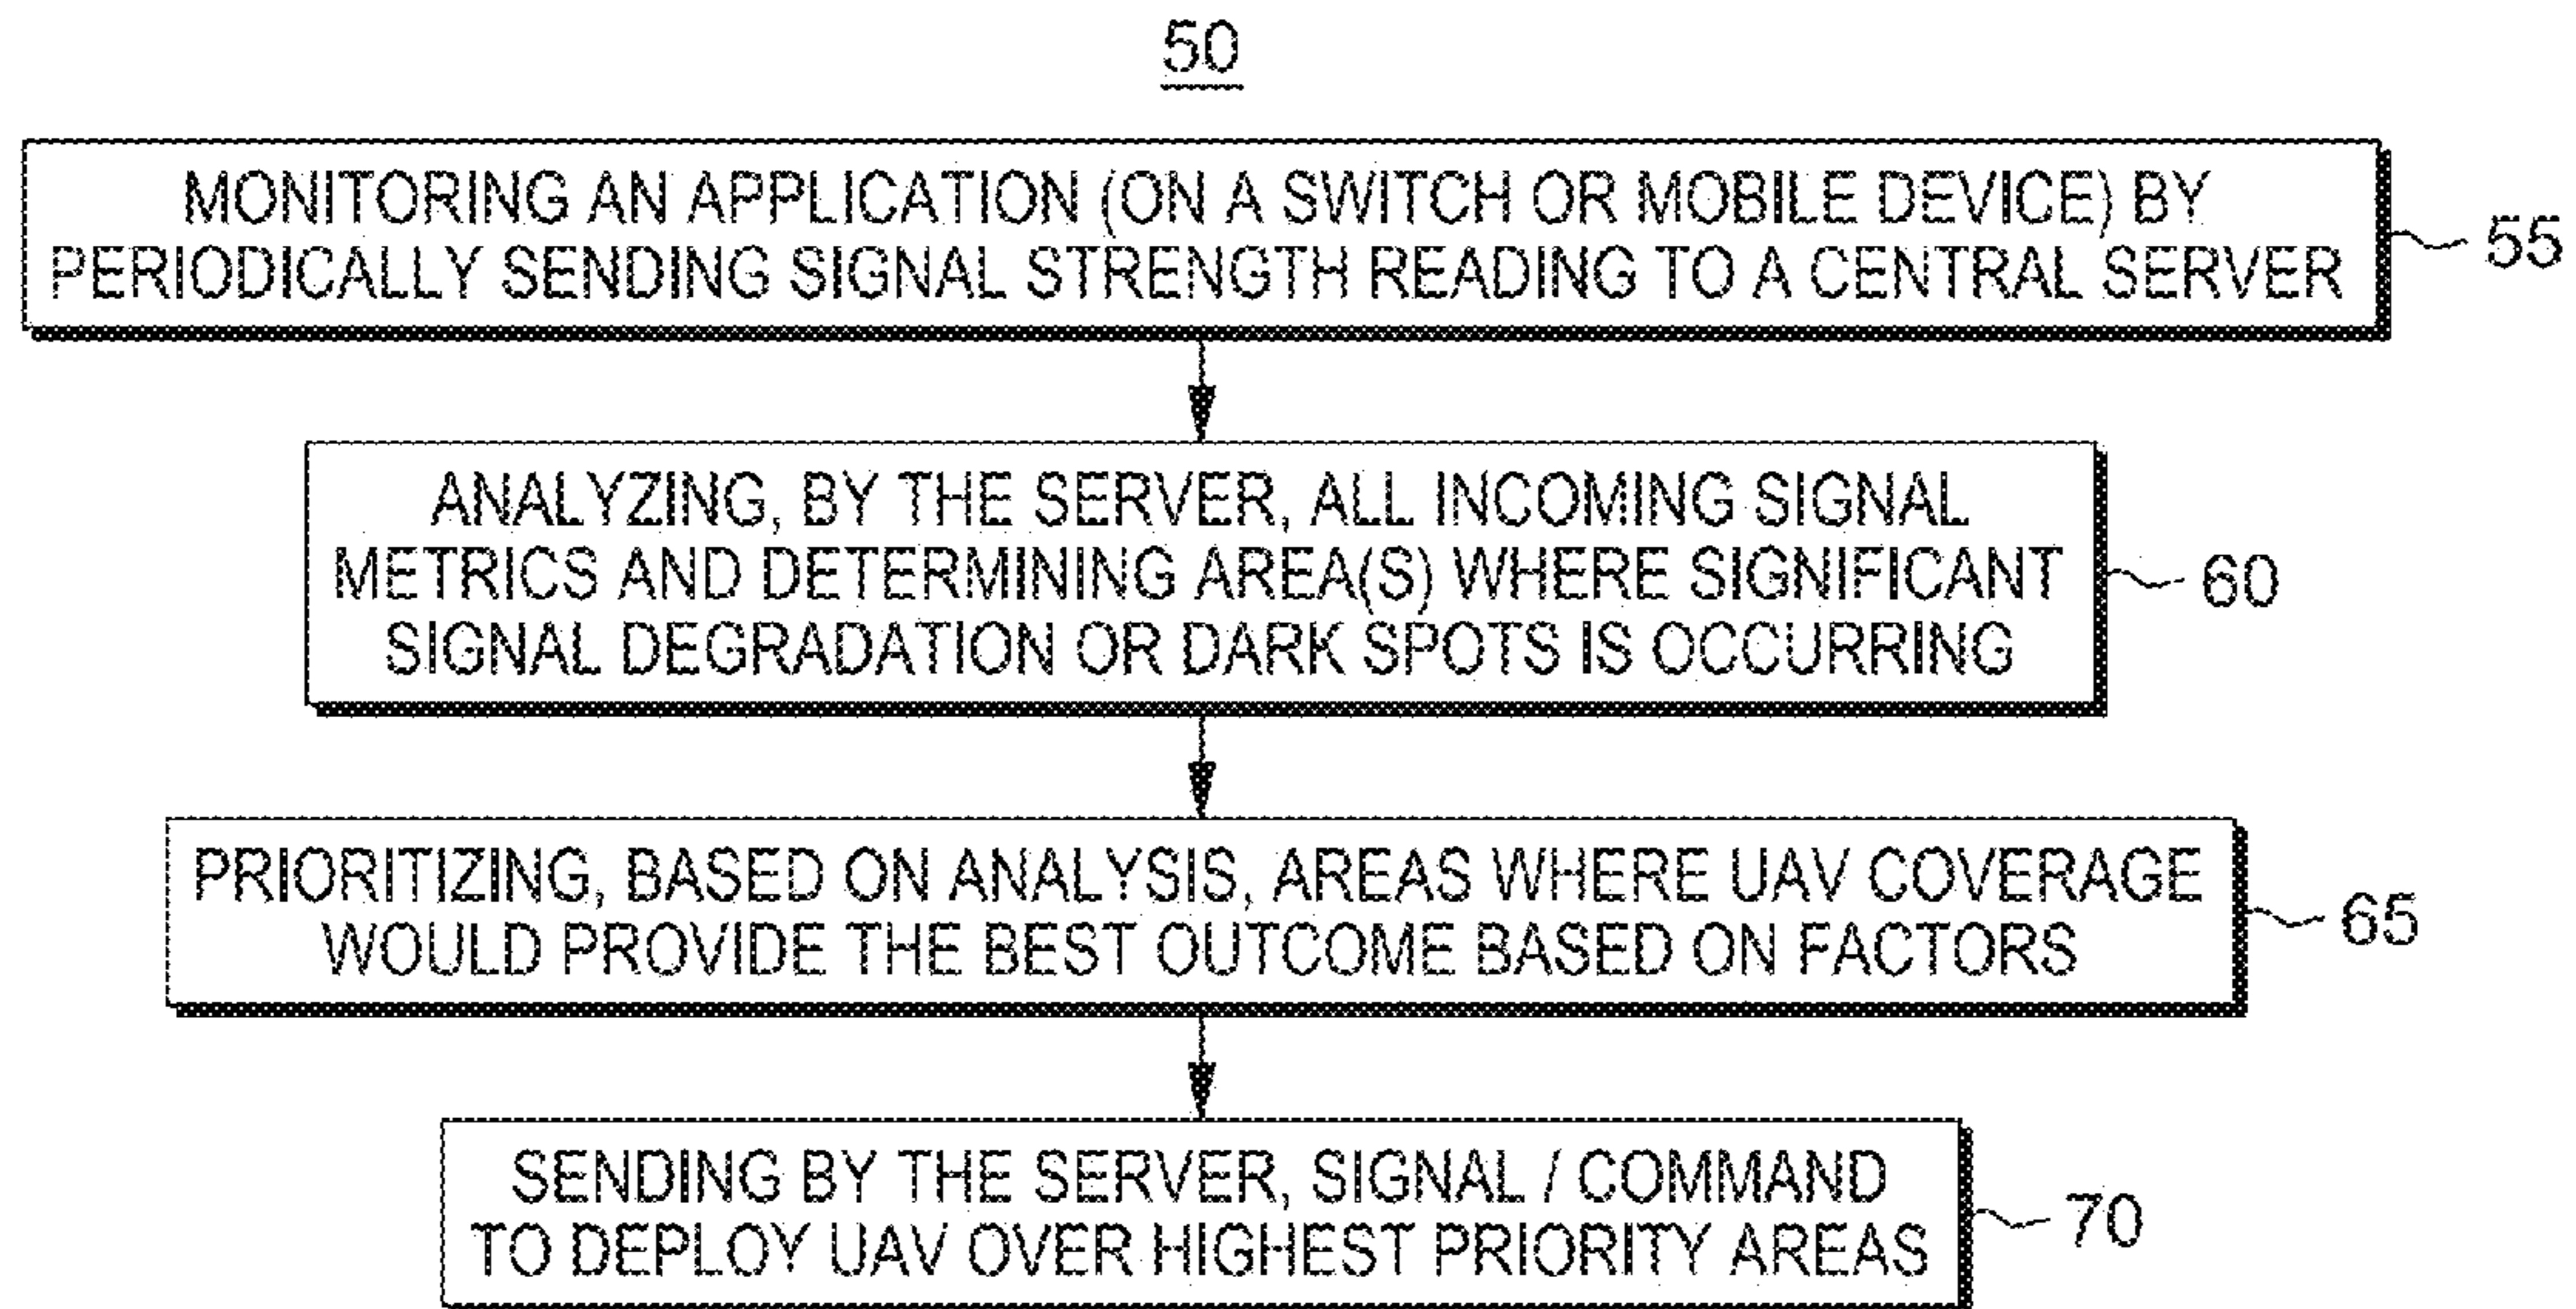 50
MONITORING AN APPLICATION (ON A SWITCH OR MOBILE DEVICE) BY
PERIODICALLY SENDING SIGNAL STRENGTH READING TO A CENTRAL SERVER
55
ANALYZING, BY THE SERVER, ALL INCOMING SIGNAL
METRICS AND DETERMINING AREA(S) WHERE SIGNIFICANT
SIGNAL DEGRADATION OR DARK SPOTS IS OCCURRING
60
PRIORITIZING, BASED ON ANALYSIS, AREAS WHERE UAV COVERAGE
WOULD PROVIDE THE BEST OUTCOME BASED ON FACTORS
65
SENDING BY THE SERVER, SIGNAL / COMMAND
TO DEPLOY UAV OVER HIGHEST PRIORITY AREAS
70